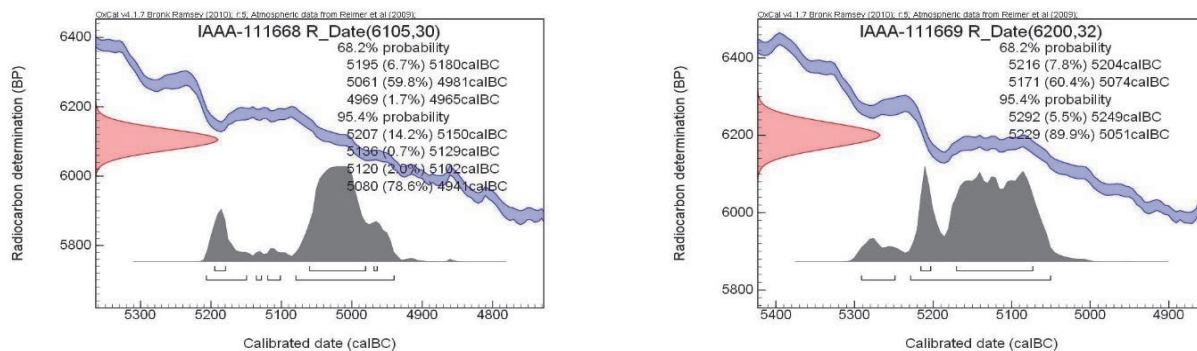 OxCal v4.1.7 Bronk Ramsey (2010); r:5; Atmospheric data from Reimer et al (2009);
IAAA-111668 R_Date(6105,30)
68.2% probability
5195 (6.7%) 5180calBC
5061 (59.8%) 4981calBC
4969 (1.7%) 4965calBC
95.4% probability
5207 (14.2%) 5150calBC
5136 (0.7%) 5129calBC
5120 (2.0%) 5102calBC
5080 (78.6%) 4941calBC
Radiocarbon determination (BP)
6400
6200
6000
5800
5300 5200 5100 5000 4900 4800
Calibrated date (calBC)
OxCal v4.1.7 Bronk Ramsey (2010); r:5; Atmospheric data from Reimer et al (2009);
IAAA-111669 R_Date(6200,32)
68.2% probability
5216 (7.8%) 5204calBC
5171 (60.4%) 5074calBC
95.4% probability
5292 (5.5%) 5249calBC
5229 (89.9%) 5051calBC
Radiocarbon determination (BP)
6400
6200
6000
5800
5400 5300 5200 5100 5000 4900
Calibrated date (calBC)